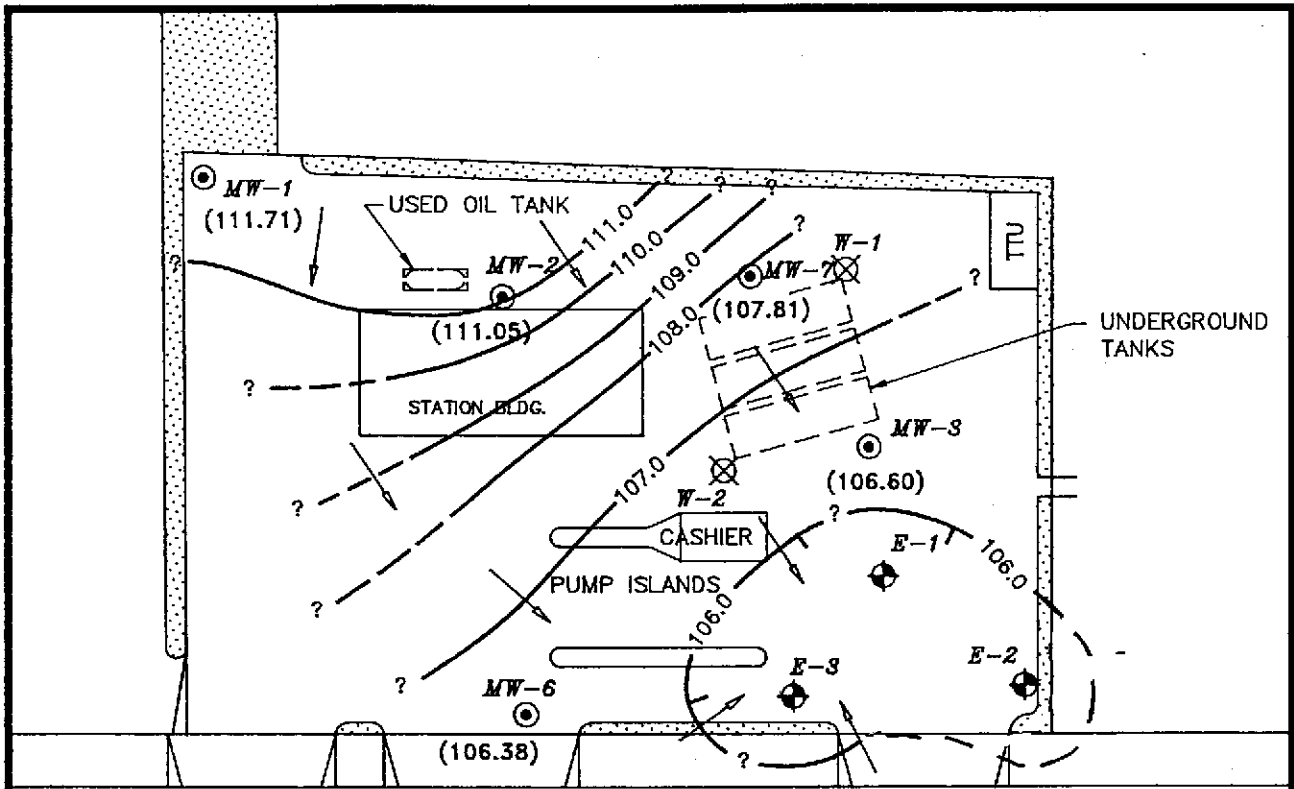 MW-1
(111.71)
USED OIL TANK
?
?
?
111.0
110.0
109.0
?
?
MW-2
(111.05)
108.0
MW-7
(107.81)
W-1
?
UNDERGROUND
TANKS
?
STATION BLDG.
MW-3
(106.60)
107.0
?
W-2
CASHIER
?
E-1
106.0
PUMP ISLANDS
?
106.0
E-2
E-3
?
MW-6
(106.38)
?